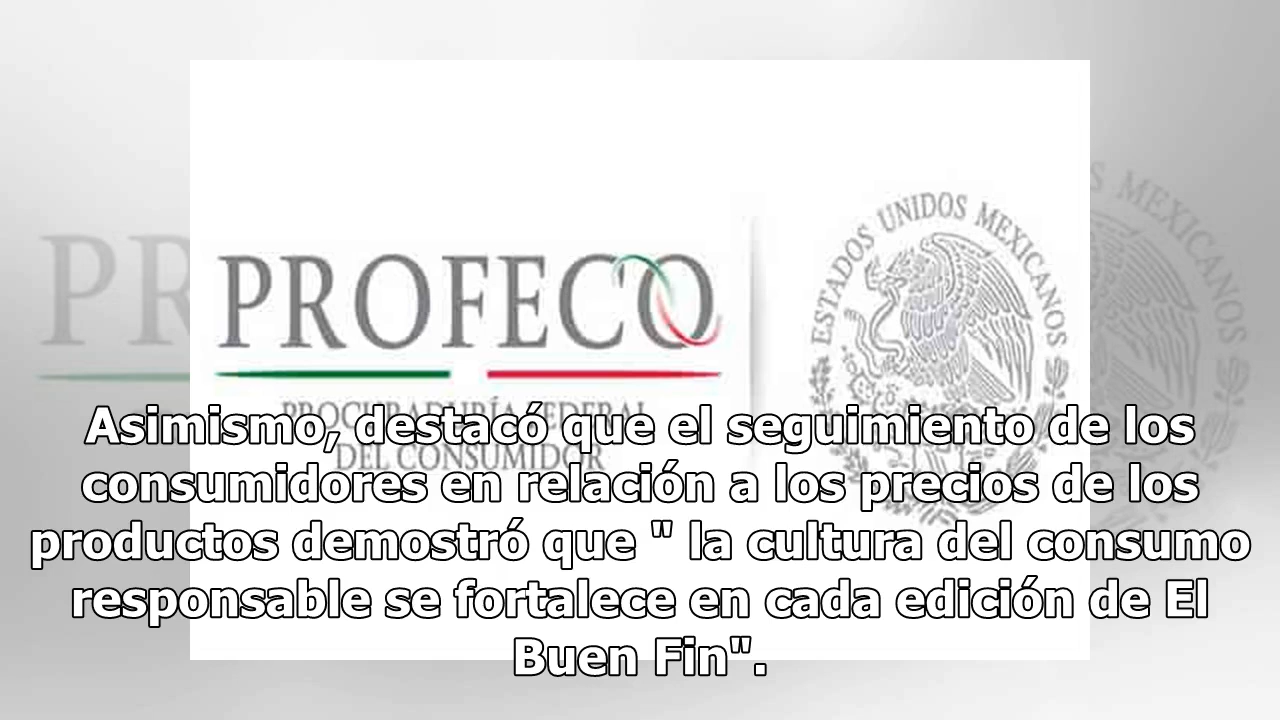 PROFECO
ESTADOS UNIDOS MEXICANOS
PROCURADURÍA FEDERAL
DEL CONSUMIDOR
Asimismo, destacó que el seguimiento de los
consumidores en relación a los precios de los
productos demostró que " la cultura del consumo
responsable se fortalece en cada edición de El
Buen Fin".
PR
S MEXICANOS